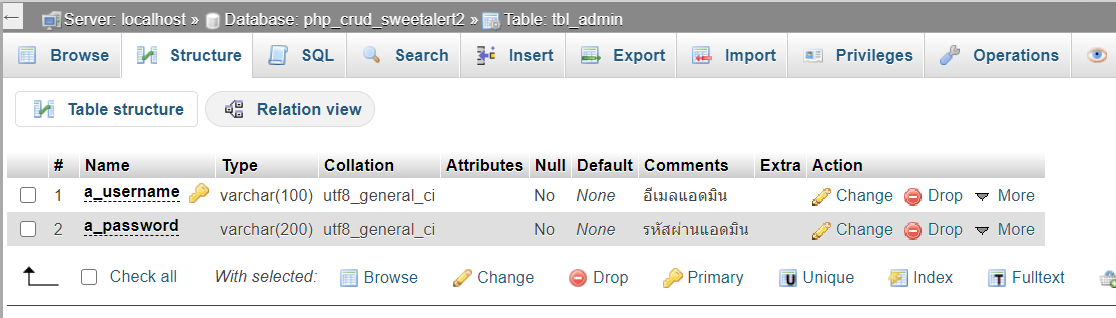 Server: localhost » Database: php_crud_sweetalert2 » Table: tbl_admin
Browse Structure SQL Search Insert Export Import Privileges Operations
Table structure Relation view
# Name Type Collation Attributes Null Default Comments Extra Action
1 a_username varchar(100) utf8_general_ci No None อีเมลแอดมิน Change Drop More
2 a_password varchar(200) utf8_general_ci No None รหัสผ่านแอดมิน Change Drop More
Check all With selected: Browse Change Drop Primary Unique Index Fulltext